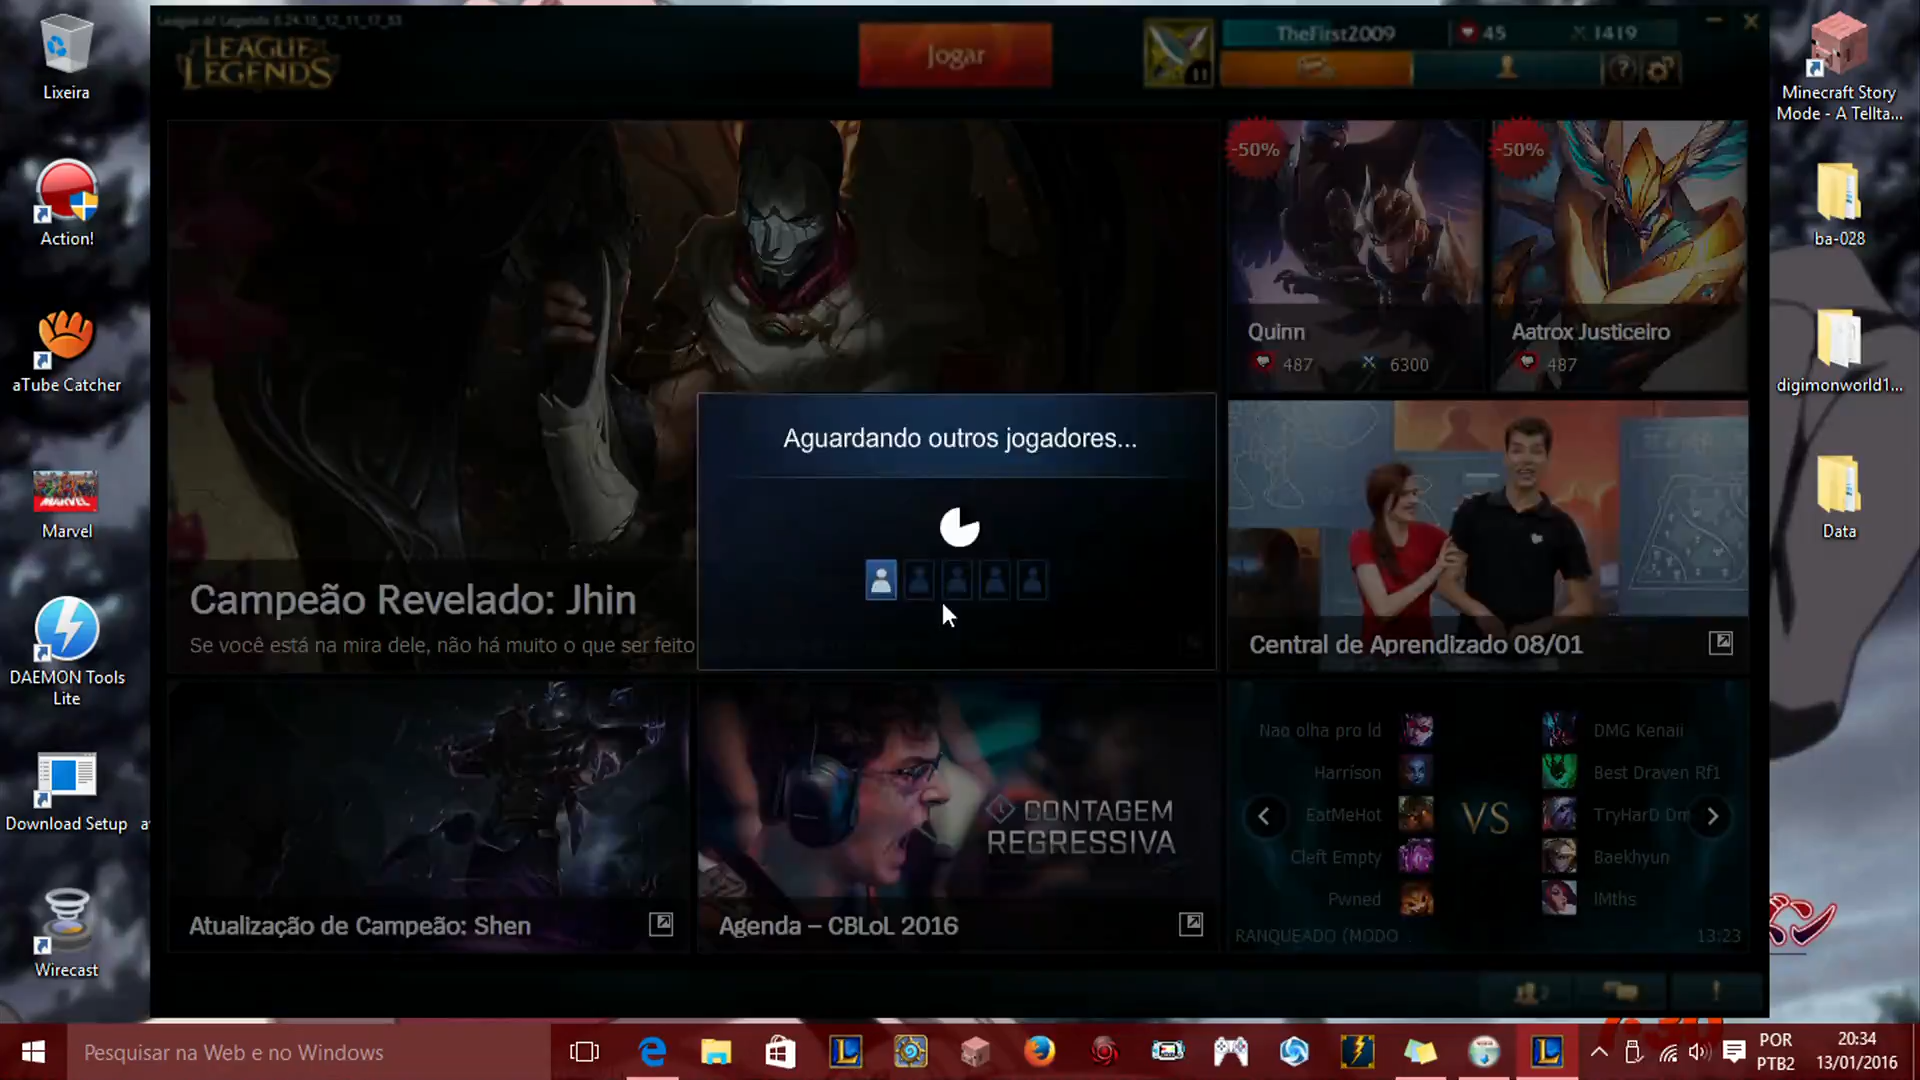 Lixeira
Action!
aTube Catcher
Marvel
DAEMON Tools
Lite
Download Setup
Wirecast
LEAGUE
LEGENDS
Jogar
11
TheFirst2009
45
1419
?
-50%
Quinn
487
6300
-50%
Aatrox Justiceiro
487
Campeão Revelado: Jhin
Se você está na mira dele, não há muito o que ser feito
Aguardando outros jogadores...
Central de Aprendizado 08/01
Atualização de Campeão: Shen
CONTAGEM
REGRESSIVA
Agenda – CBLoL 2016
Nao olha pro ld
Harríson
EatMeHot
Cleft Empty
Pwned
VS
DMG Kenaii
Best Draven Rf1
TryHarD Dm
Baekhyun
lMths
RANQUEADO (MODO
13:23
Minecraft Story
Mode - A Tellta...
ba-028
digimonworld1...
Data
Pesquisar na Web e no Windows
POR
PTB2
20:34
13/01/2016